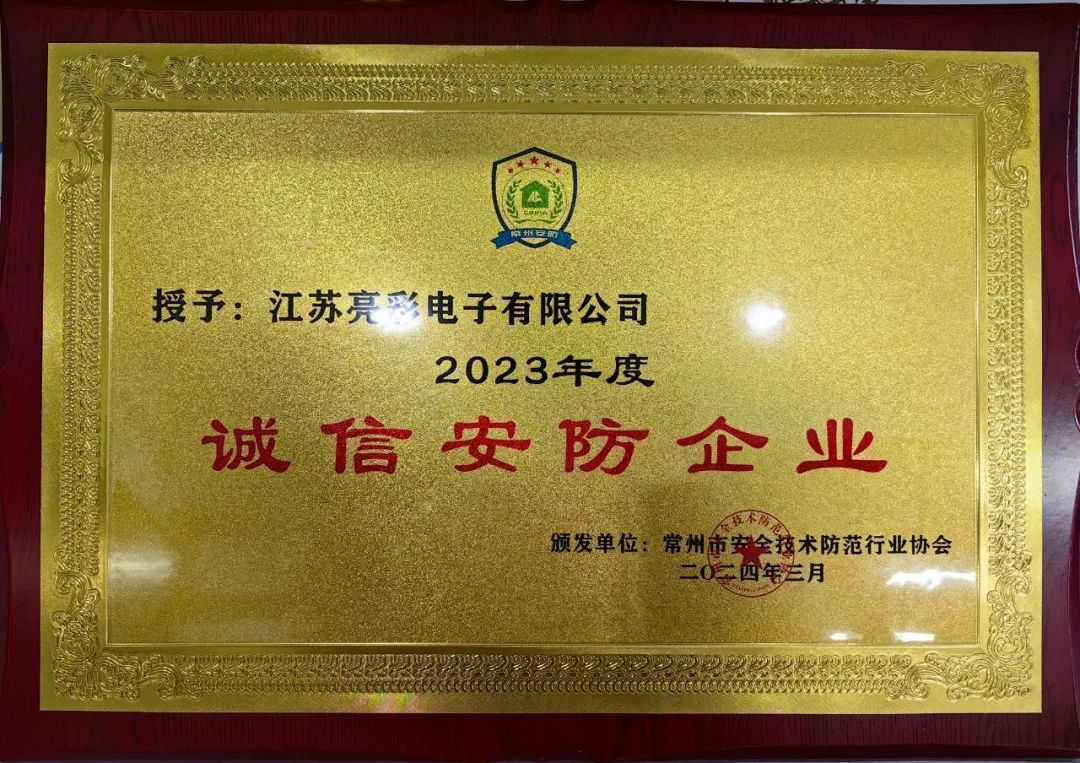 常州安防
授予：江苏亮彩电子有限公司
2023年度
诚信安防企业
颁发单位：常州市安全技术防范行业协会
二〇二四年三月